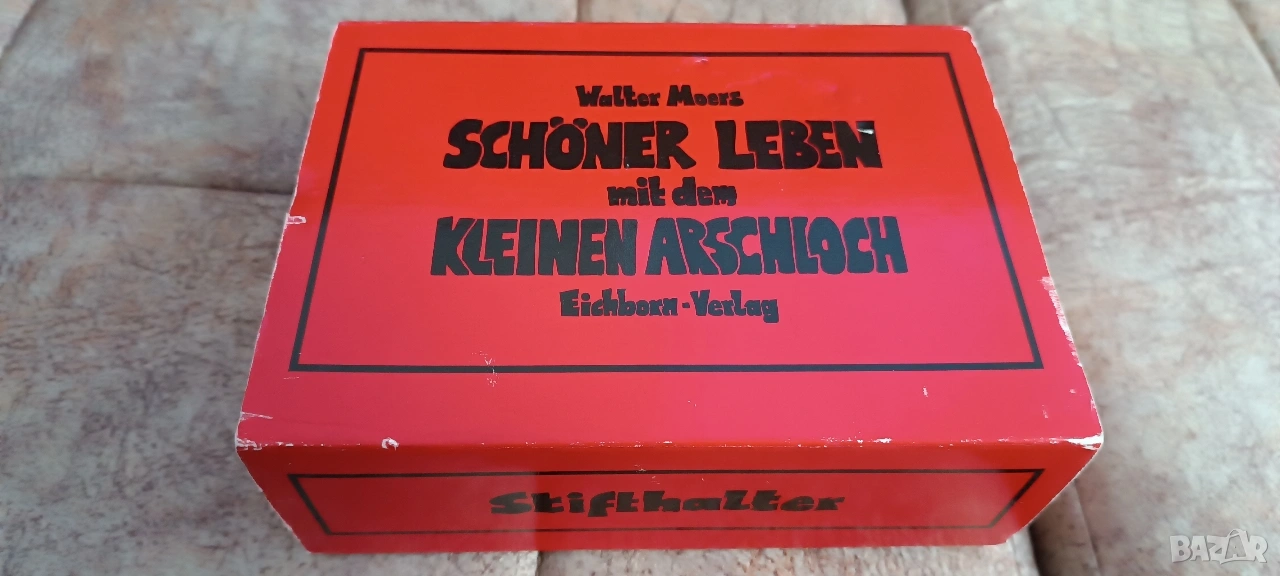 Walter Moers
SCHÖNER LEBEN
mit dem
KLEINEN ARSCHLOCH
Eichborn-Verlag
Stifthalter
BAZAR